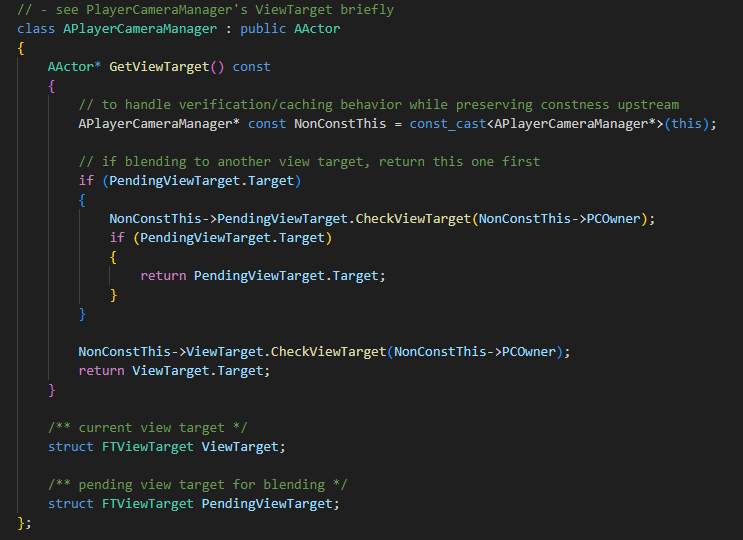 // - see PlayerCameraManager's ViewTarget briefly
class APlayerCameraManager : public AActor
{
    AActor* GetViewTarget() const
    {
        // to handle verification/caching behavior while preserving constness upstream
        APlayerCameraManager* const NonConstThis = const_cast<APlayerCameraManager*>(this);

        // if blending to another view target, return this one first
        if (PendingViewTarget.Target)
        {
            NonConstThis->PendingViewTarget.CheckViewTarget(NonConstThis->PCOwner);
            if (PendingViewTarget.Target)
            {
                return PendingViewTarget.Target;
            }
        }

        NonConstThis->ViewTarget.CheckViewTarget(NonConstThis->PCOwner);
        return ViewTarget.Target;
    }

    /** current view target */
    struct FTViewTarget ViewTarget;

    /** pending view target for blending */
    struct FTViewTarget PendingViewTarget;
};